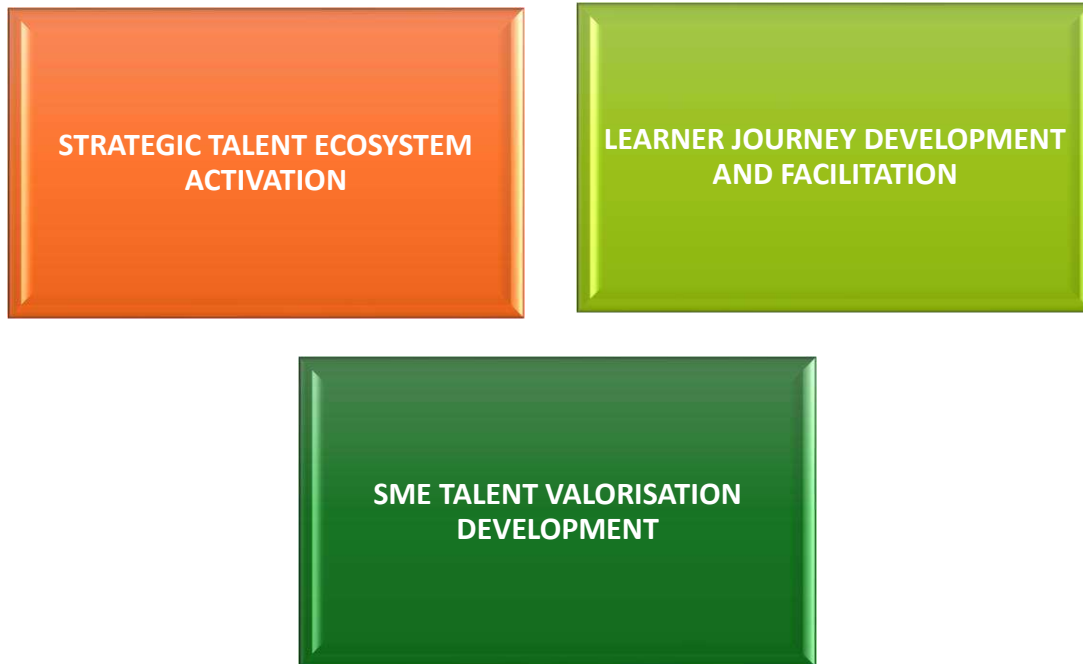 STRATEGIC TALENT ECOSYSTEM
ACTIVATION
LEARNER JOURNEY DEVELOPMENT
AND FACILITATION
SME TALENT VALORISATION
DEVELOPMENT